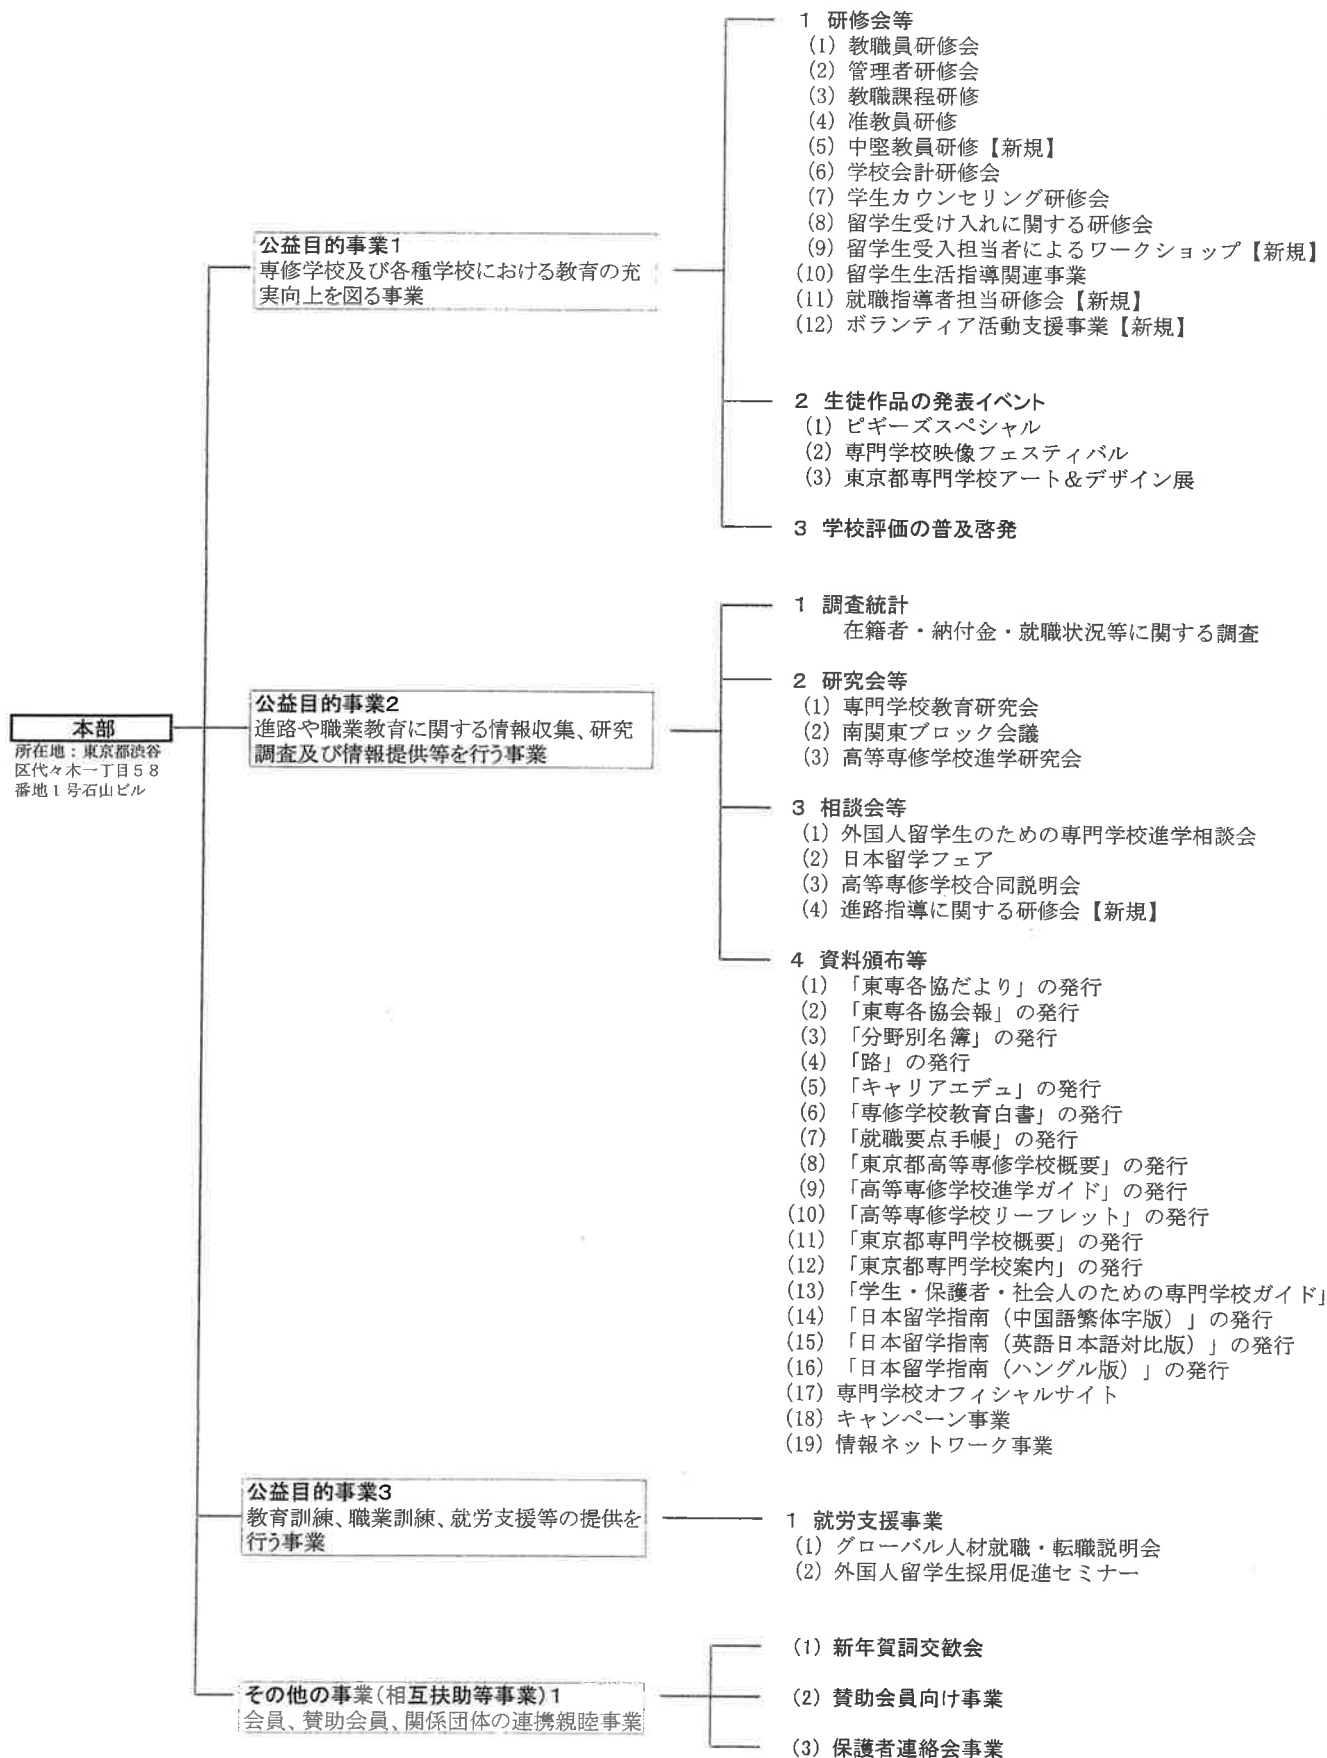 本部
所在地：東京都渋谷
区代々木一丁目５８
番地１号石山ビル
公益目的事業1
専修学校及び各種学校における教育の充
実向上を図る事業
1 研修会等
(1) 教職員研修会
(2) 管理者研修会
(3) 教職課程研修
(4) 准教員研修
(5) 中堅教員研修【新規】
(6) 学校会計研修会
(7) 学生カウンセリング研修会
(8) 留学生受け入れに関する研修会
(9) 留学生受入担当者によるワークショップ【新規】
(10) 留学生生活指導関連事業
(11) 就職指導者担当研修会【新規】
(12) ボランティア活動支援事業【新規】
2 生徒作品の発表イベント
(1) ピギーズスペシャル
(2) 専門学校映像フェスティバル
(3) 東京都専門学校アート＆デザイン展
3 学校評価の普及啓発
公益目的事業2
進路や職業教育に関する情報収集、研究
調査及び情報提供等を行う事業
1 調査統計
在籍者・納付金・就職状況等に関する調査
2 研究会等
(1) 専門学校教育研究会
(2) 南関東ブロック会議
(3) 高等専修学校進学研究会
3 相談会等
(1) 外国人留学生のための専門学校進学相談会
(2) 日本留学フェア
(3) 高等専修学校合同説明会
(4) 進路指導に関する研修会【新規】
4 資料頒布等
(1) 「東専各協だより」の発行
(2) 「東専各協会報」の発行
(3) 「分野別名簿」の発行
(4) 「路」の発行
(5) 「キャリアエデュ」の発行
(6) 「専修学校教育白書」の発行
(7) 「就職要点手帳」の発行
(8) 「東京都高等専修学校概要」の発行
(9) 「高等専修学校進学ガイド」の発行
(10) 「高等専修学校リーフレット」の発行
(11) 「東京都専門学校概要」の発行
(12) 「東京都専門学校案内」の発行
(13) 「学生・保護者・社会人のための専門学校ガイド」
(14) 「日本留学指南（中国語繁体字版）」の発行
(15) 「日本留学指南（英語日本語対比版）」の発行
(16) 「日本留学指南（ハングル版）」の発行
(17) 専門学校オフィシャルサイト
(18) キャンペーン事業
(19) 情報ネットワーク事業
公益目的事業3
教育訓練、職業訓練、就労支援等の提供を
行う事業
1 就労支援事業
(1) グローバル人材就職・転職説明会
(2) 外国人留学生採用促進セミナー
その他の事業（相互扶助等事業）1
会員、賛助会員、関係団体の連携親睦事業
(1) 新年賀詞交歓会
(2) 賛助会員向け事業
(3) 保護者連絡会事業